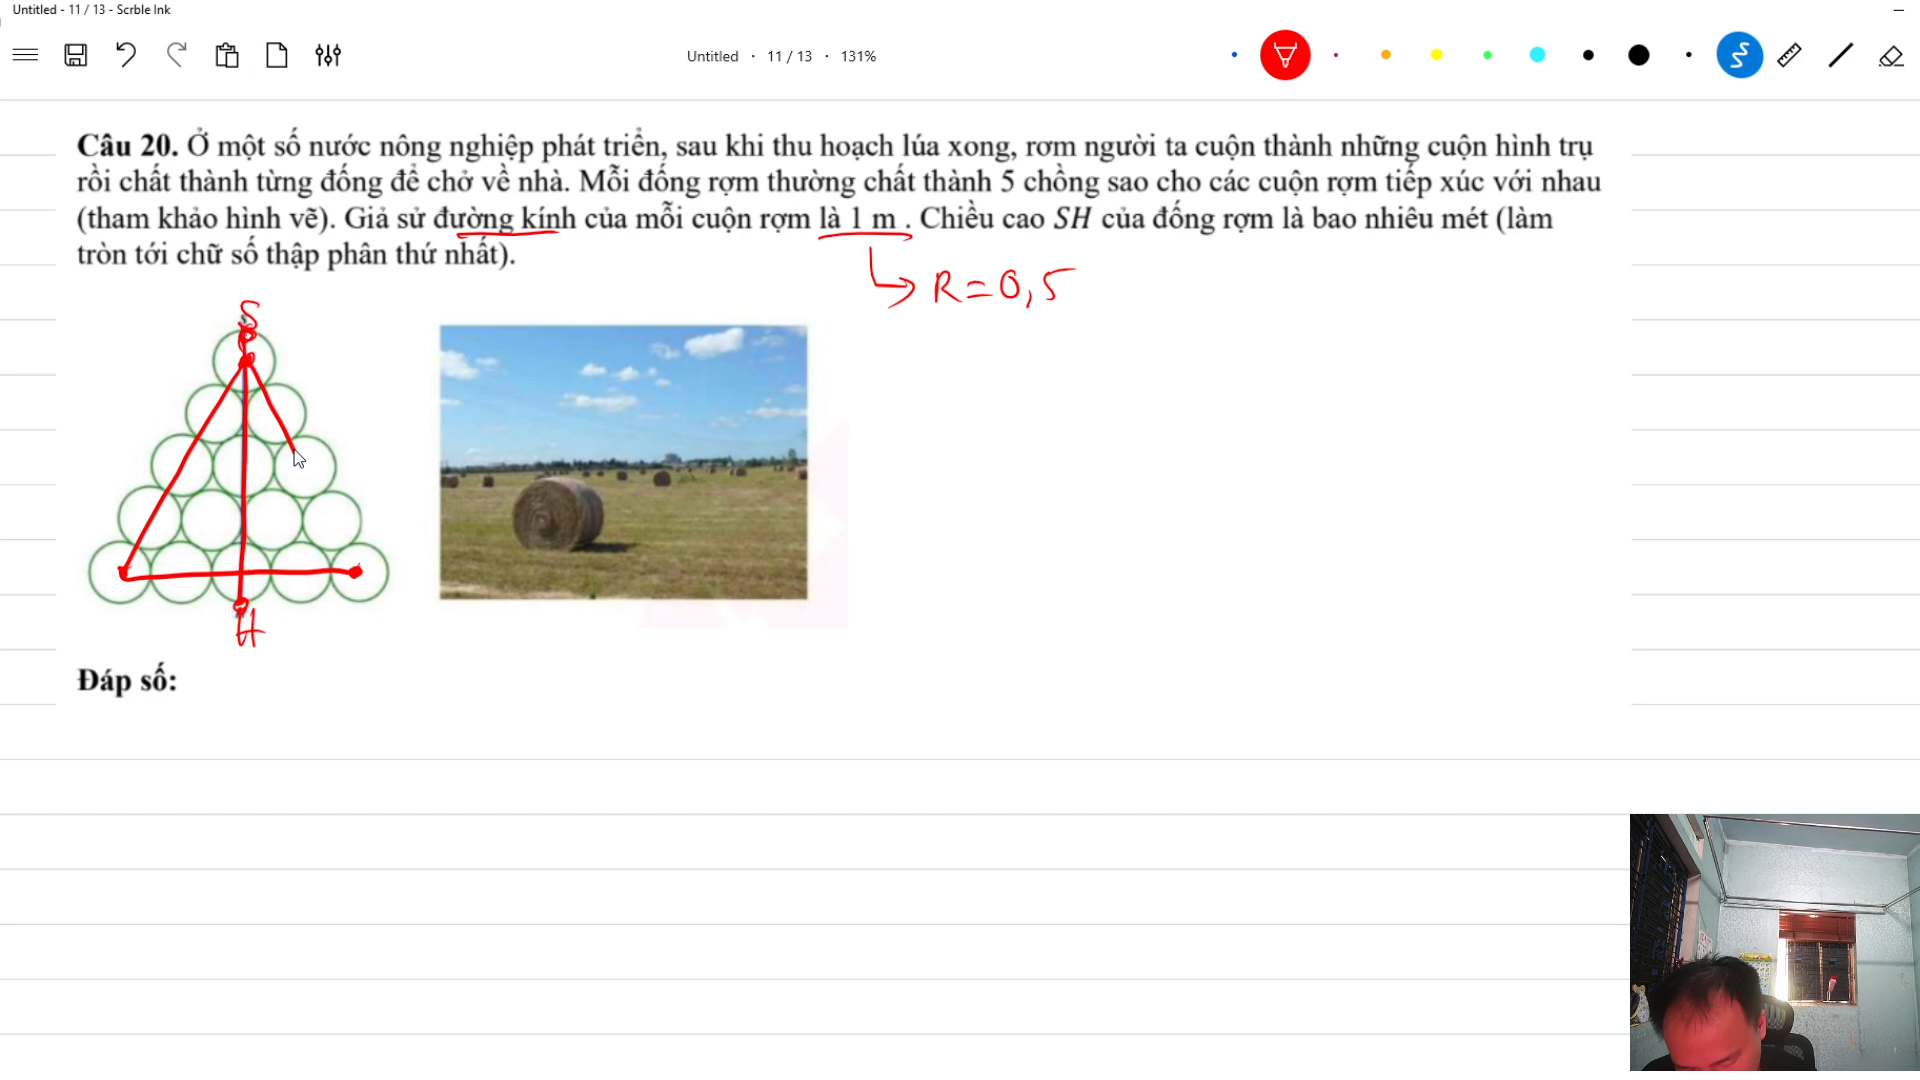 Untitled - 11 / 13 - Scrble Ink
Untitled · 11 / 13 · 131%
Câu 20. Ở một số nước nông nghiệp phát triển, sau khi thu hoạch lúa xong, rơm người ta cuộn thành những cuộn hình trụ
rồi chất thành từng đống để chở về nhà. Mỗi đống rợm thường chất thành 5 chồng sao cho các cuộn rợm tiếp xúc với nhau
(tham khảo hình vẽ). Giả sử đường kính của mỗi cuộn rợm là 1 m . Chiều cao SH của đống rợm là bao nhiêu mét (làm
tròn tới chữ số thập phân thứ nhất).
R = 0,5
S
H
Đáp số: